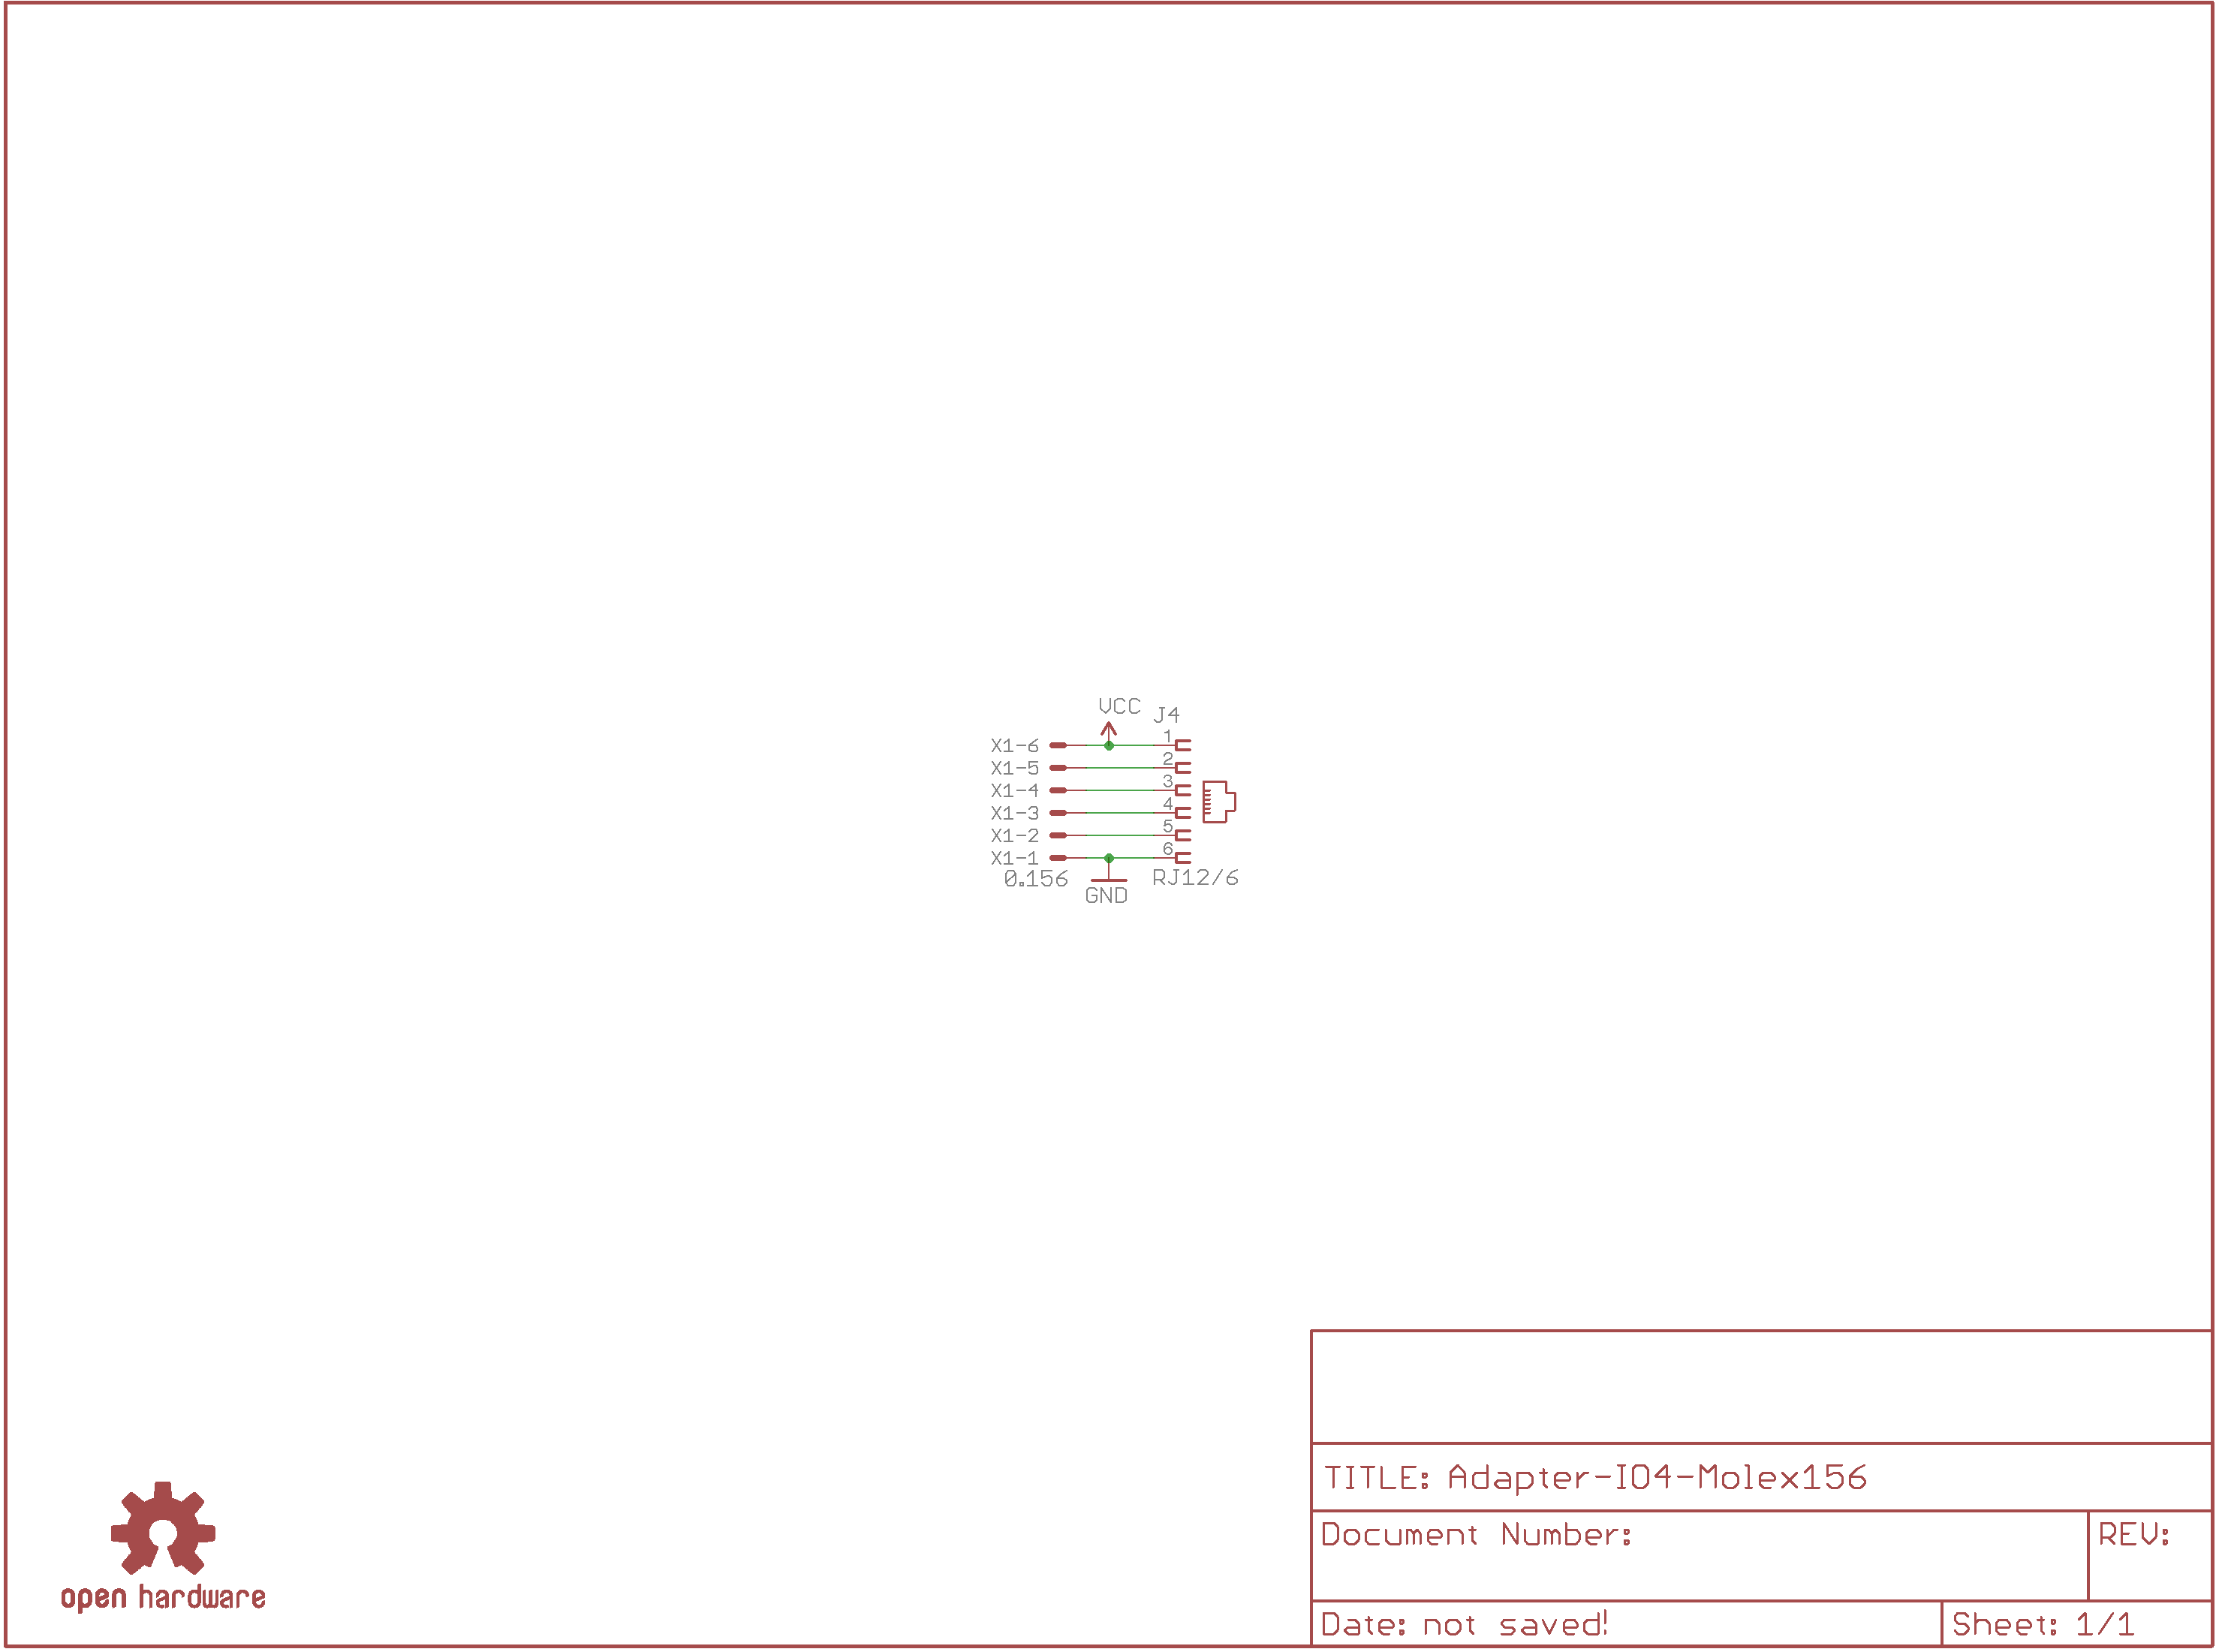 VCC
J4
X1-6 1
X1-5 2
X1-4 3
X1-3 4
X1-2 5
X1-1 6
0.156 RJ12/6
GND
TITLE: Adapter-IO4-Molex156
Document Number:
REV:
open hardware
Date: not saved!
Sheet: 1/1